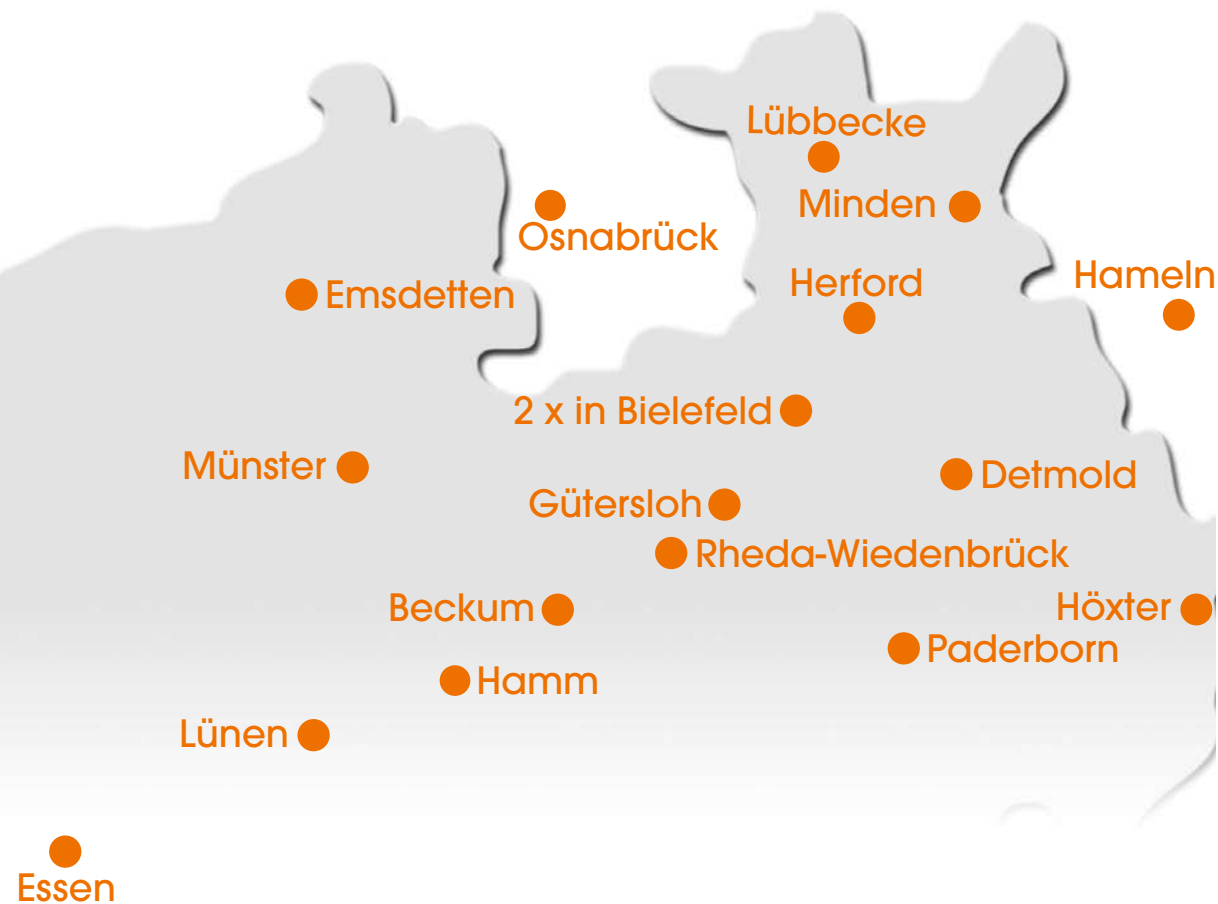 Lübbecke
Minden
Osnabrück
Hameln
Herford
Emsdetten
2 x in Bielefeld
Münster
Detmold
Gütersloh
Rheda-Wiedenbrück
Beckum
Höxter
Paderborn
Hamm
Lünen
Essen